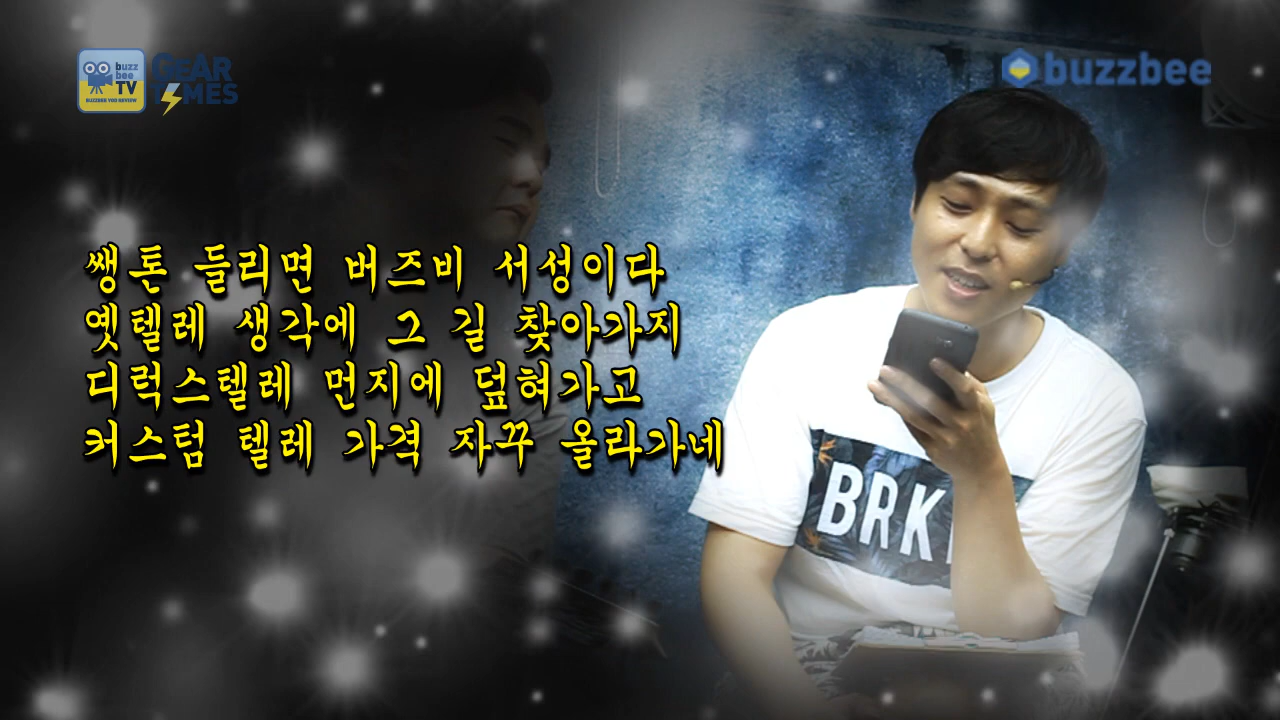 buzz
bee
TV
BUZZBEE VOD REVIEW
GEAR
TIMES
buzzbee
쌩톤 들리면 버즈비 서성이다
옛텔레 생각에 그 길 찾아가지
디럭스텔레 먼지에 덮혀가고
커스텀 텔레 가격 자꾸 올라가네
BRK